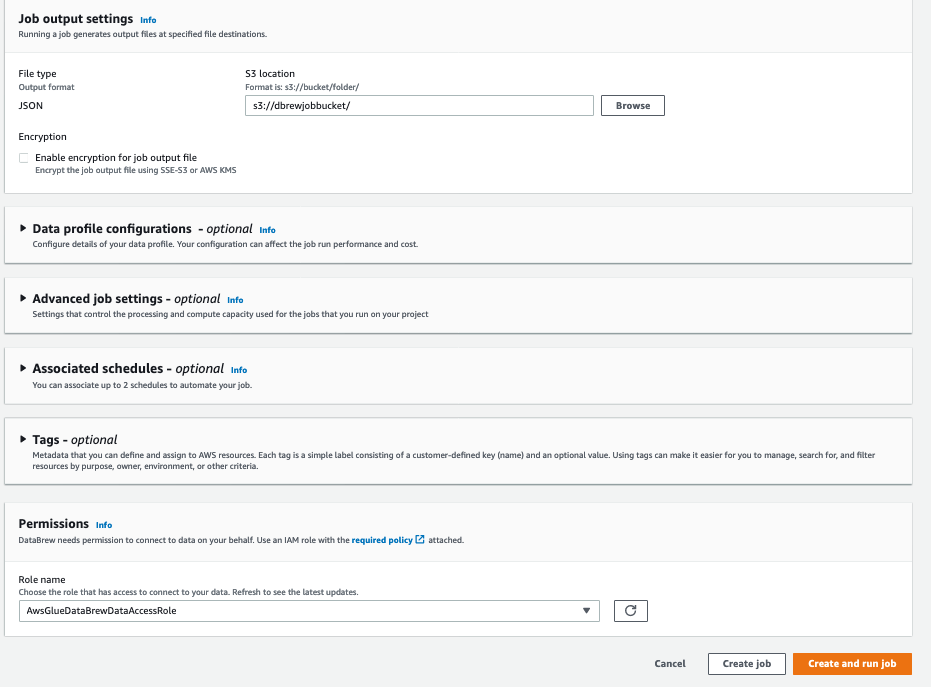 Job output settings Info
Running a job generates output files at specified file destinations.
File type
Output format
JSON
S3 location
Format is: s3://bucket/folder/
s3://dbrewjobbucket/
Browse
Encryption
Enable encryption for job output file
Encrypt the job output file using SSE-S3 or AWS KMS
Data profile configurations - optional Info
Configure details of your data profile. Your configuration can affect the job run performance and cost.
Advanced job settings - optional Info
Settings that control the processing and compute capacity used for the jobs that you run on your project
Associated schedules - optional Info
You can associate up to 2 schedules to automate your job.
Tags - optional
Metadata that you can define and assign to AWS resources. Each tag is a simple label consisting of a customer-defined key (name) and an optional value. Using tags can make it easier for you to manage, search for, and filter
resources by purpose, owner, environment, or other criteria.
Permissions Info
DataBrew needs permission to connect to data on your behalf. Use an IAM role with the required policy attached.
Role name
Choose the role that has access to connect to your data. Refresh to see the latest updates.
AwsGlueDataBrewDataAccessRole
Cancel
Create job
Create and run job